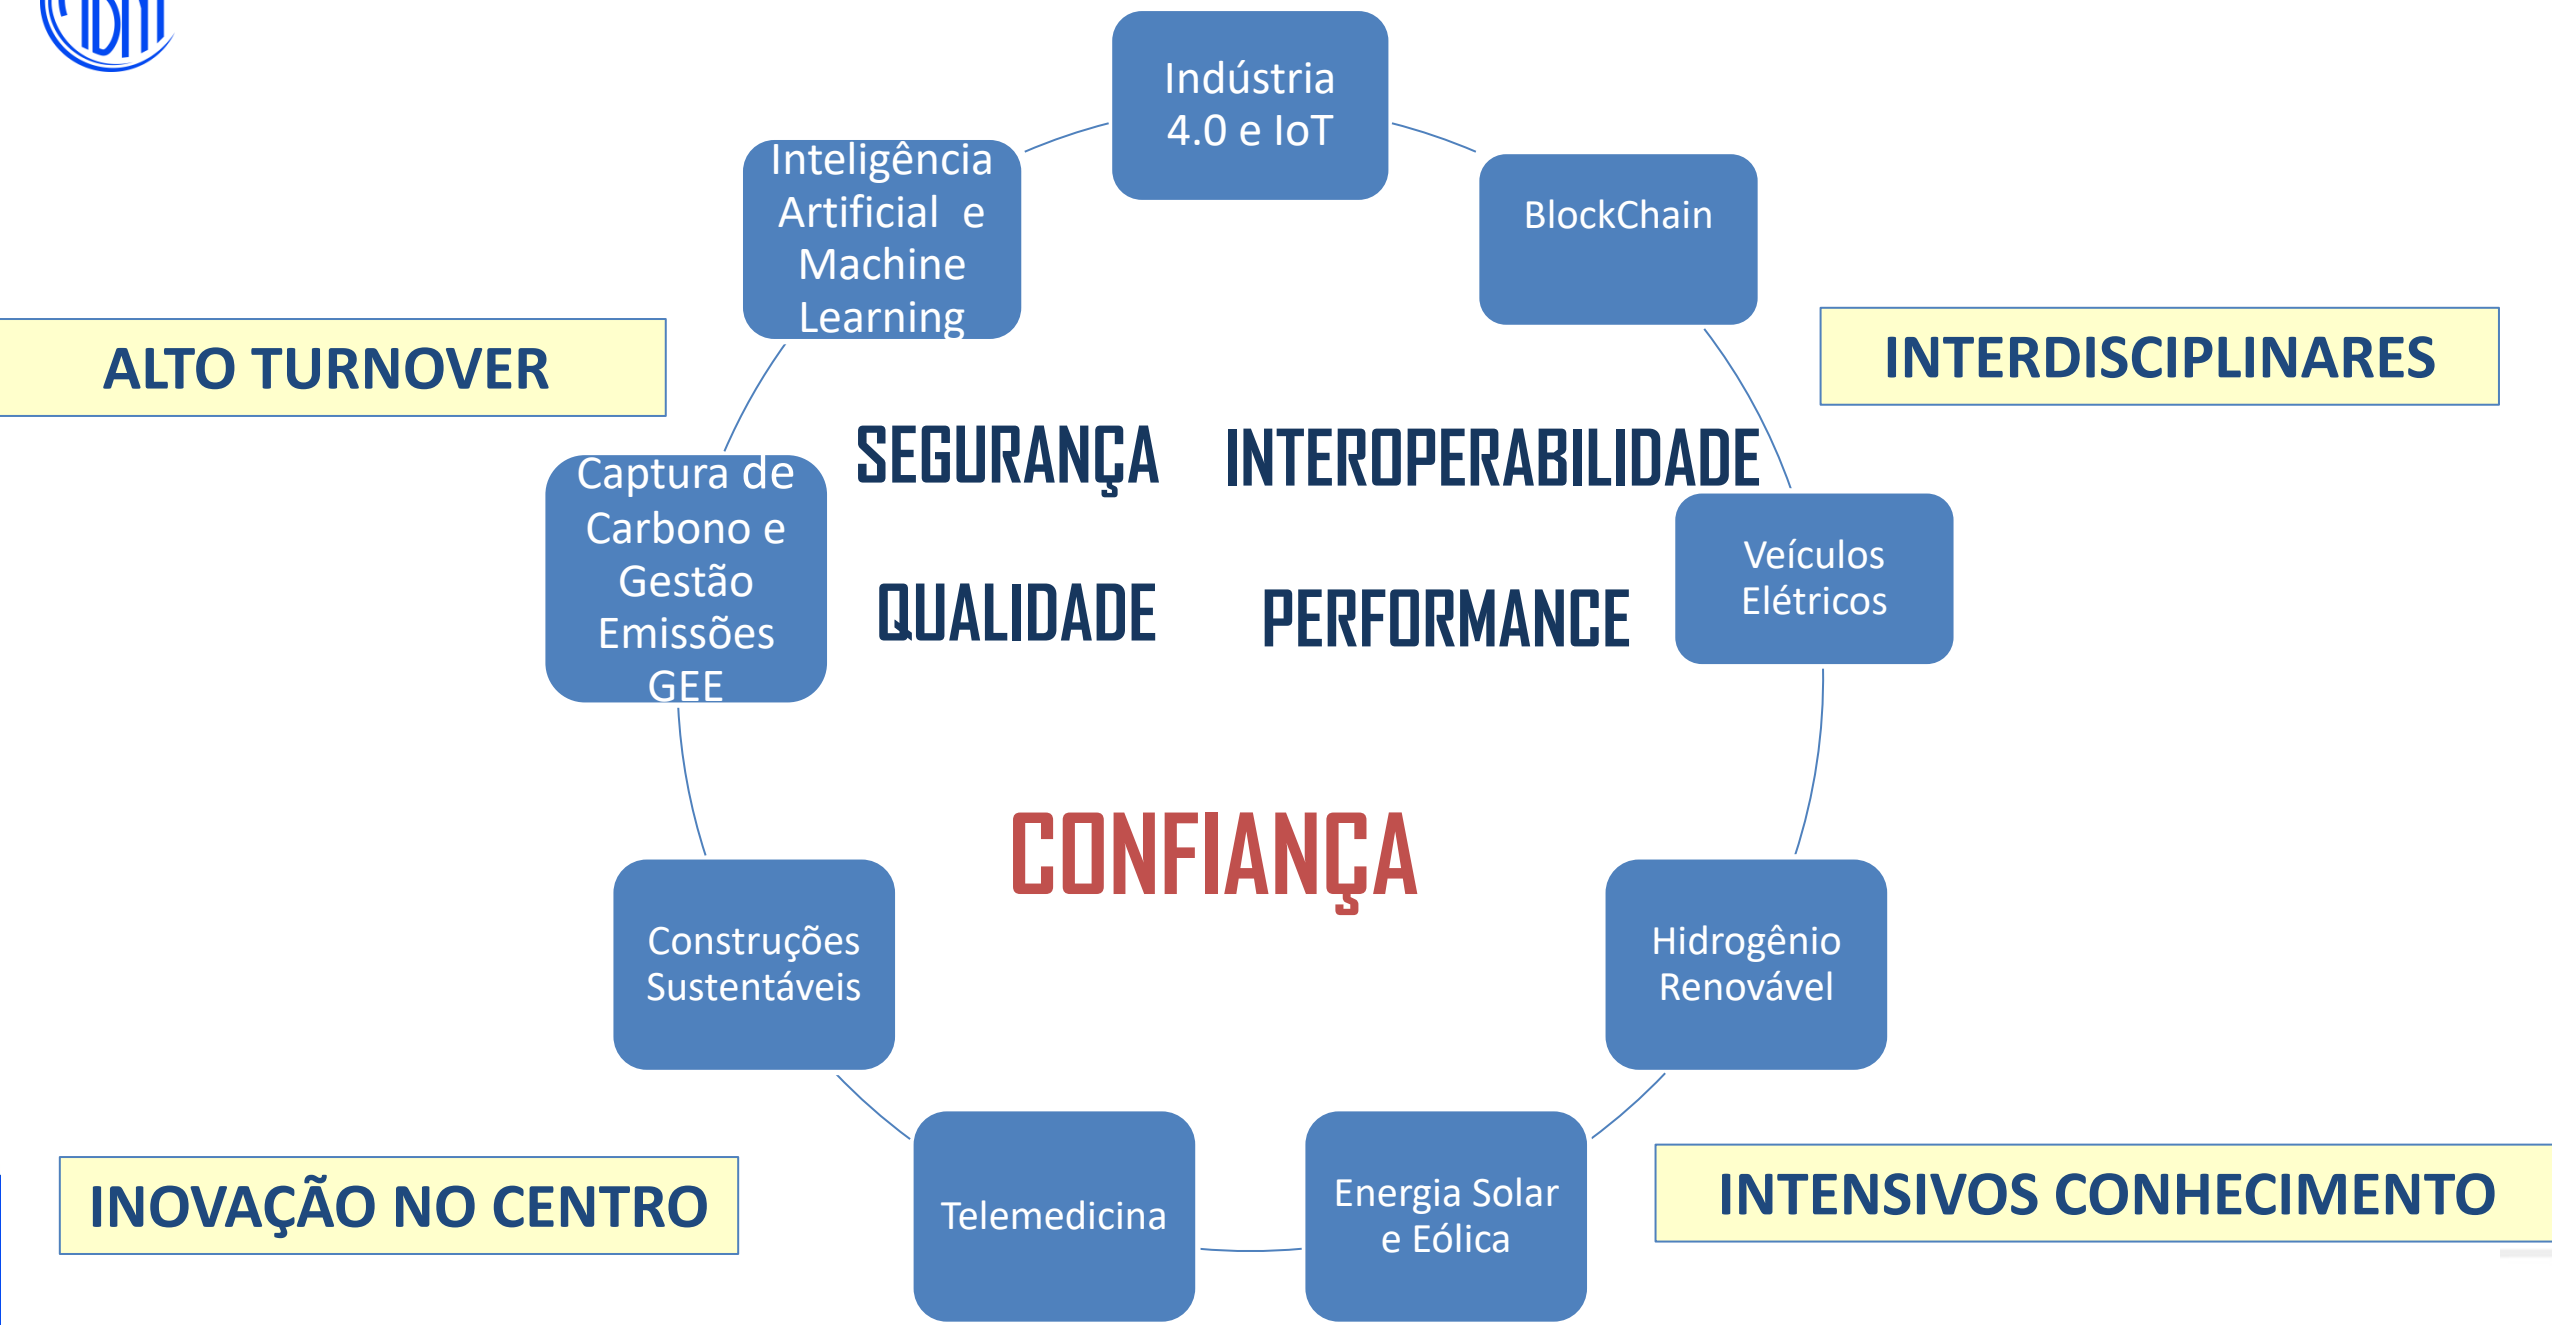 Indústria
4.0 e IoT
Inteligência
Artificial e
Machine
Learning
BlockChain
ALTO TURNOVER
INTERDISCIPLINARES
SEGURANÇA
INTEROPERABILIDADE
Captura de
Carbono e
Gestão
Emissões
GEE
Veículos
Elétricos
QUALIDADE
PERFORMANCE
CONFIANÇA
Construções
Sustentáveis
Hidrogênio
Renovável
INOVAÇÃO NO CENTRO
Telemedicina
Energia Solar
e Eólica
INTENSIVOS CONHECIMENTO